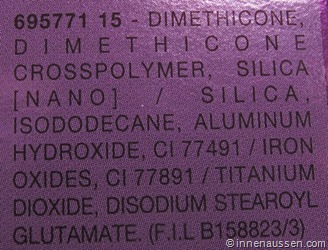 695771 15 - DIMETHICONE,
DIMETHICONE
CROSSPOLYMER, SILICA
[NANO] / SILICA,
ISODODECANE, ALUMINUM
HYDROXIDE, CI 77491 / IRON
OXIDES, CI 77891 / TITANIUM
DIOXIDE, DISODIUM STEAROYL
GLUTAMATE. (F.I.L B158823/3)
© innenaussen.com